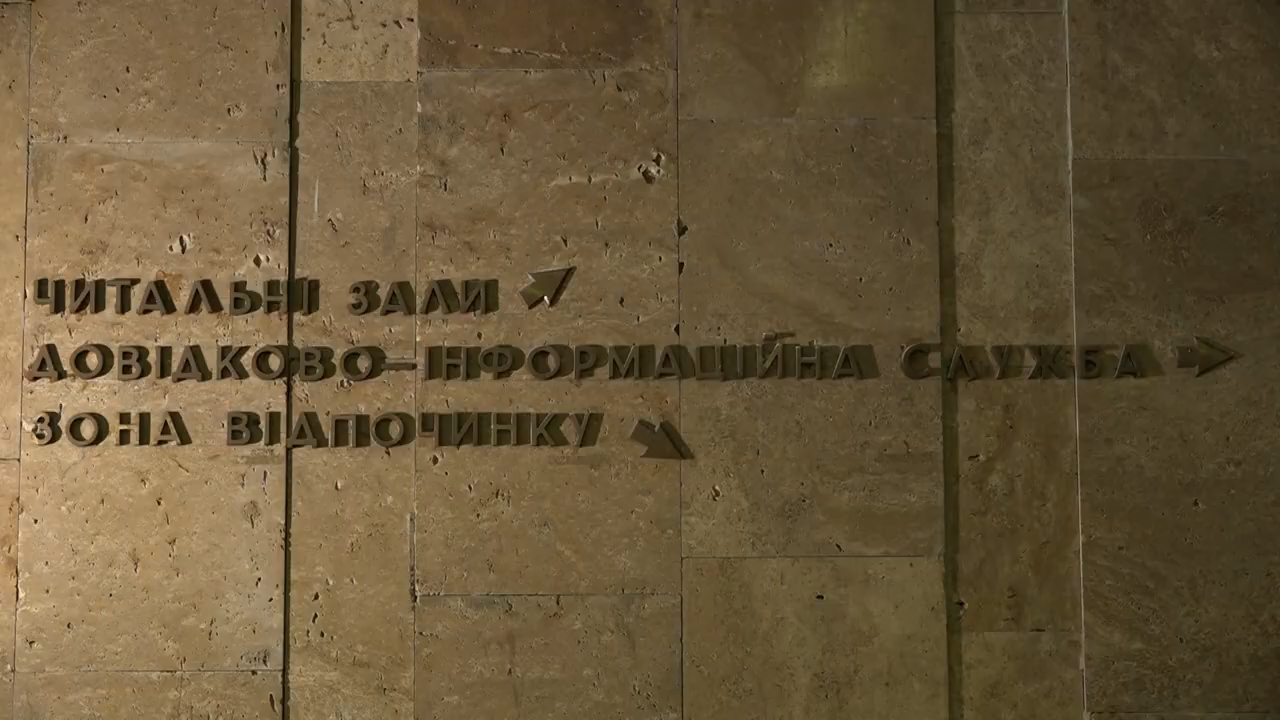 ЧИТАЛЬНІ ЗАЛИ
ДОВІДКОВО-ІНФОРМАЦІЙНА СЛУЖБА
ЗОНА ВІДПОЧИНКУ